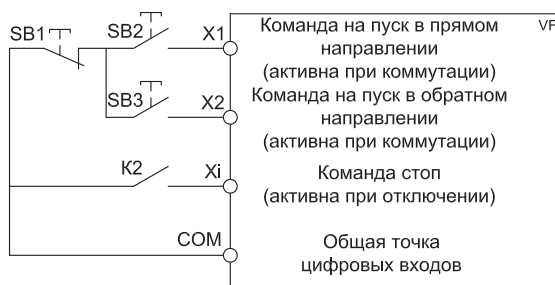 SB1
SB2
X1
Команда на пуск в прямом
направлении
(активна при коммутации)
VF
SB3
X2
Команда на пуск в обратном
направлении
(активна при коммутации)
К2
Xi
Команда стоп
(активна при отключении)
COM
Общая точка
цифровых входов